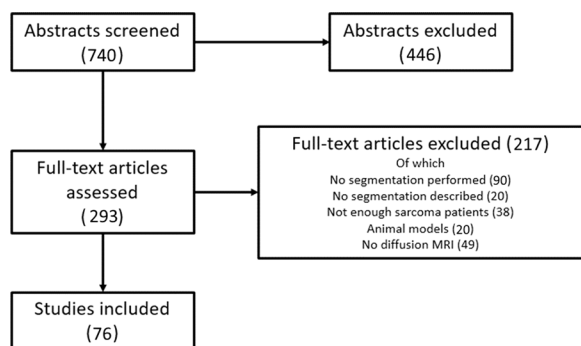 Abstracts screened
(740)
Abstracts excluded
(446)
Full-text articles
assessed
(293)
Full-text articles excluded (217)
Of which
No segmentation performed (90)
No segmentation described (20)
Not enough sarcoma patients (38)
Animal models (20)
No diffusion MRI (49)
Studies included
(76)